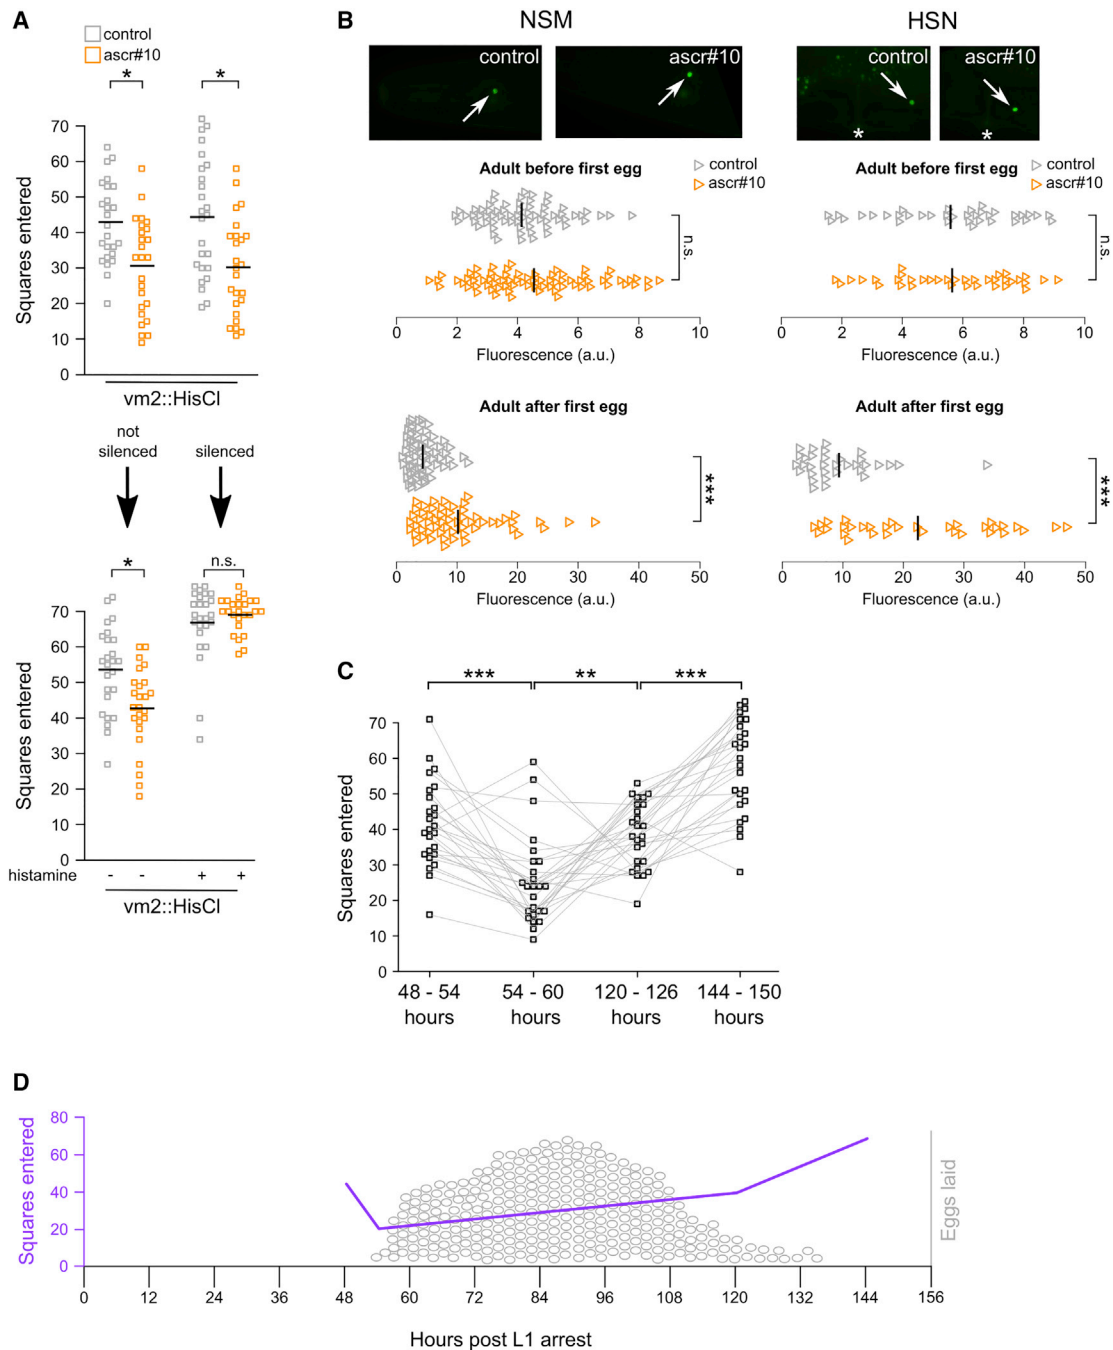 A
control
ascr#10
*
*
Squares entered
70
60
50
40
30
20
10
0
vm2::HisCl
not
silenced
silenced
*
n.s.
Squares entered
70
60
50
40
30
20
10
0
histamine - - + +
vm2::HisCl
B
NSM
HSN
control
ascr#10
control
ascr#10
*
*
Adult before first egg
control
ascr#10
n.s.
0 2 4 6 8 10
Fluorescence (a.u.)
Adult before first egg
control
ascr#10
n.s.
0 2 4 6 8 10
Fluorescence (a.u.)
Adult after first egg
***
0 10 20 30 40 50
Fluorescence (a.u.)
Adult after first egg
***
0 10 20 30 40 50
Fluorescence (a.u.)
C
*** ** ***
Squares entered
70
60
50
40
30
20
10
0
48 - 54 54 - 60 120 - 126 144 - 150
hours hours hours hours
D
Squares entered
80
60
40
20
0
Eggs laid
0 12 24 36 48 60 72 84 96 108 120 132 144 156
Hours post L1 arrest